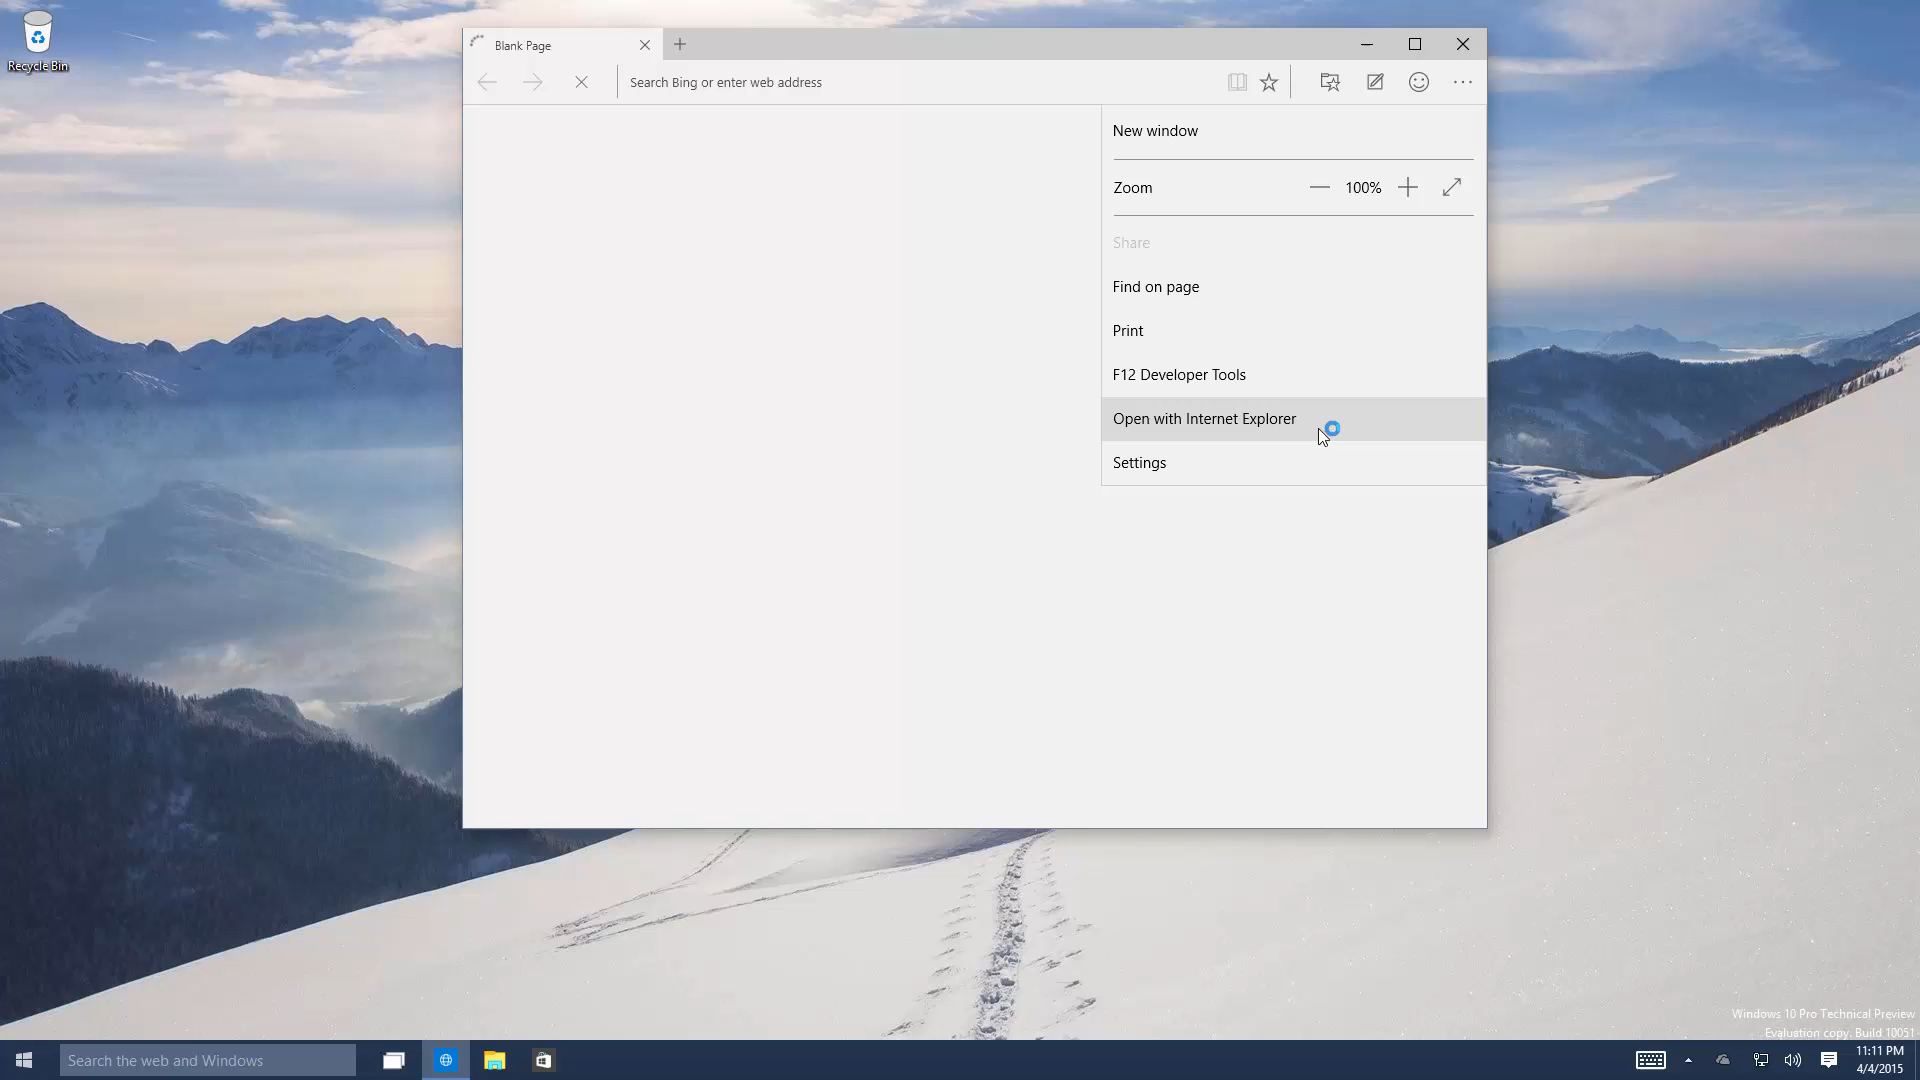 Recycle Bin
Blank Page
Search Bing or enter web address
New window
Zoom
100%
Share
Find on page
Print
F12 Developer Tools
Open with Internet Explorer
Settings
Windows 10 Pro Technical Preview
Evaluation copy. Build 10051
Search the web and Windows
11:11 PM
4/4/2015